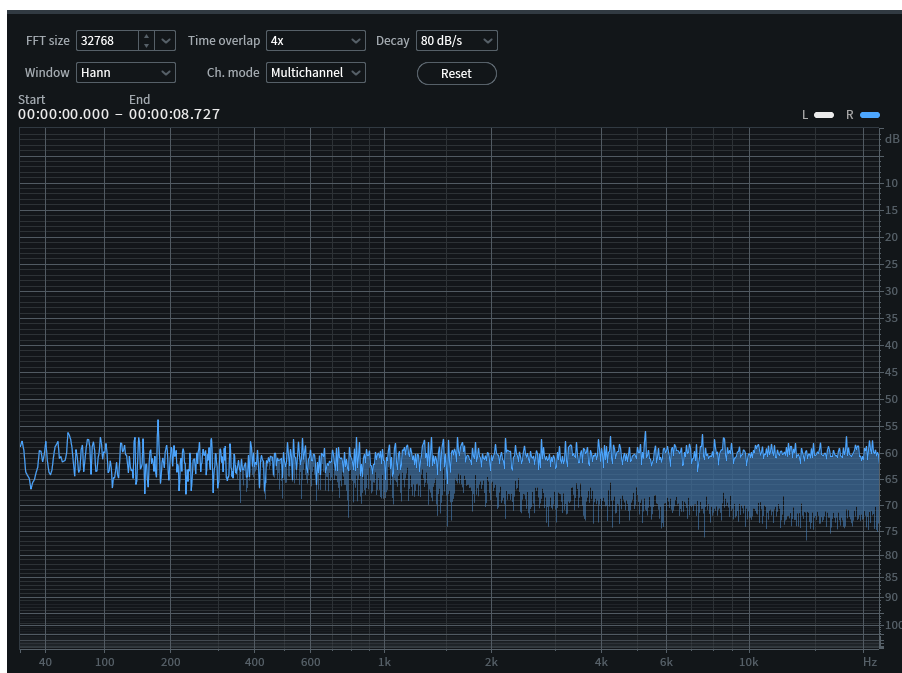 FFT size 32768 Time overlap 4x Decay 80 dB/s
Window Hann Ch. mode Multichannel Reset
Start End
00:00:00.000 – 00:00:08.727
L R
dB
-10
-15
-20
-25
-30
-35
-40
-45
-50
-55
-60
-65
-70
-75
-80
-85
-90
-100
40 100 200 400 600 1k 2k 4k 6k 10k Hz